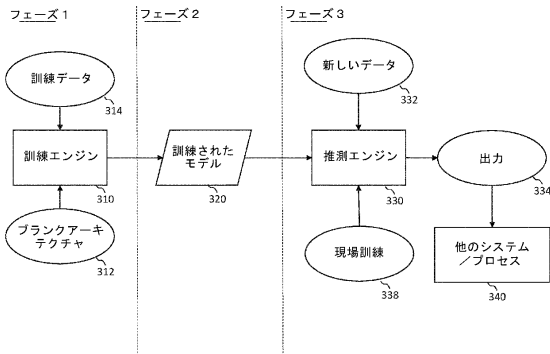 フェーズ1
フェーズ2
フェーズ3
訓練データ
314
訓練エンジン
310
ブランクアーキ
テクチャ
312
訓練された
モデル
320
新しいデータ
332
推測エンジン
330
現場訓練
338
出力
334
他のシステム
／プロセス
340